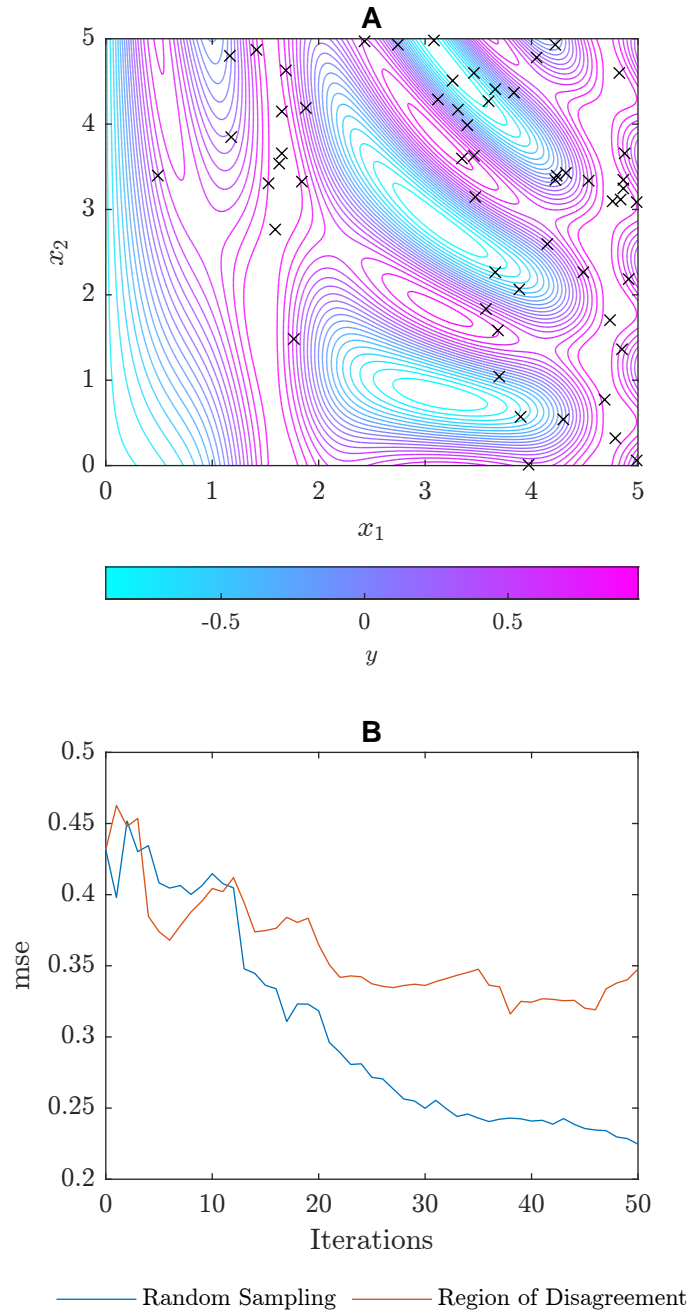 A
5
4
3
2
1
0
x₂
0 1 2 3 4 5
x₁
-0.5 0 0.5
y
B
0.5
0.45
0.4
0.35
0.3
0.25
0.2
mse
0 10 20 30 40 50
Iterations
Random Sampling Region of Disagreement